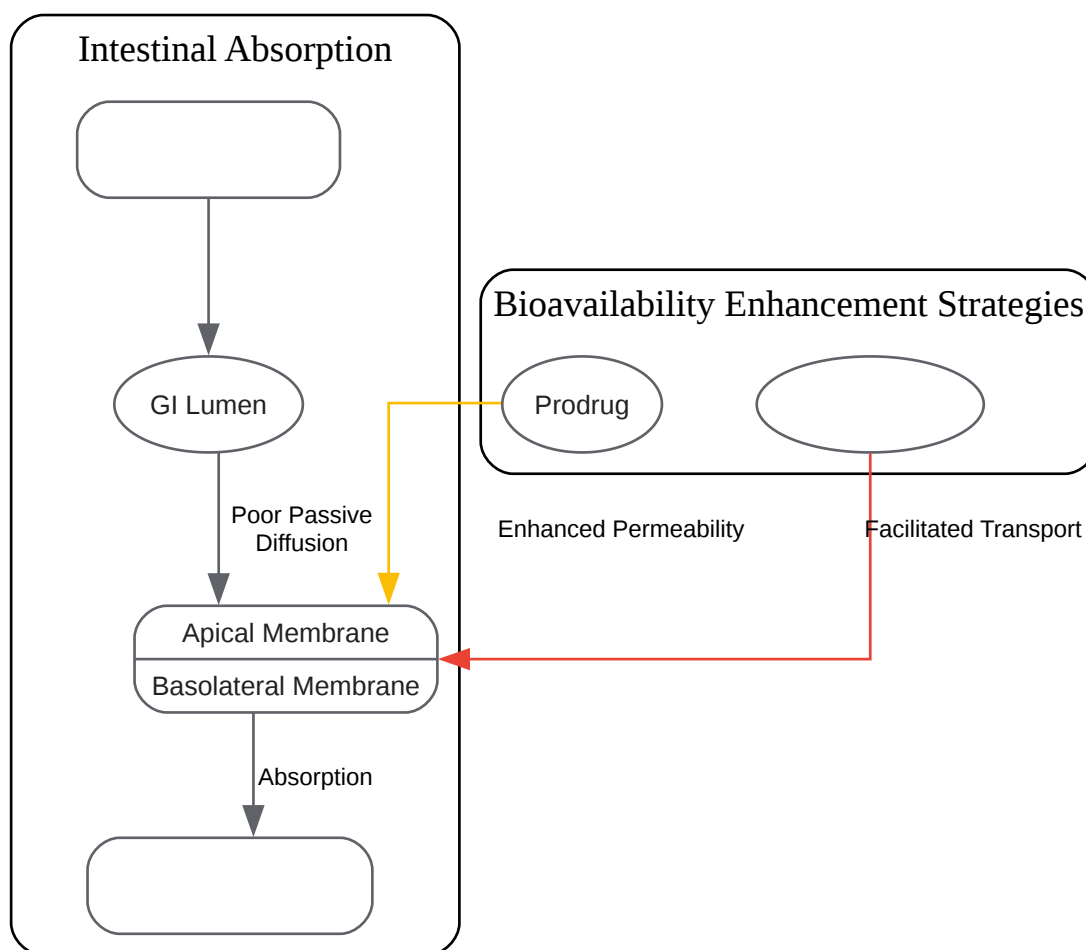 Intestinal Absorption
Bioavailability Enhancement Strategies
GI Lumen
Prodrug
Poor Passive
Diffusion
Enhanced Permeability
Facilitated Transport
Apical Membrane
Basolateral Membrane
Absorption